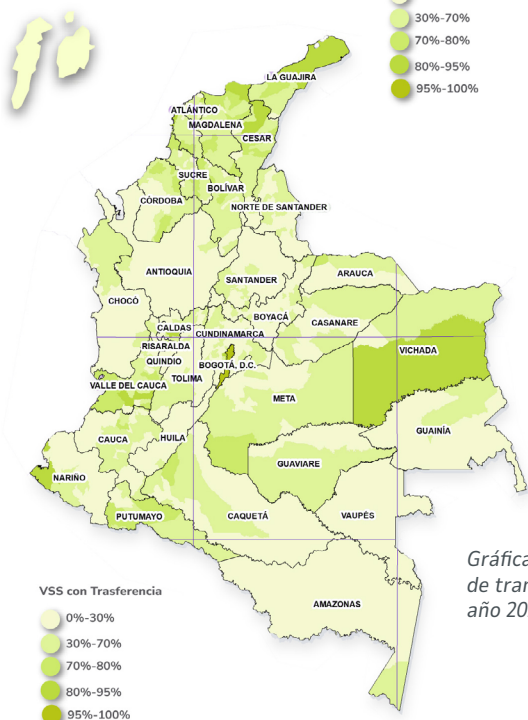 30%-70%
70%-80%
80%-95%
95%-100%
LA GUAJIRA
ATLÁNTICO
MAGDALENA
CESAR
SUCRE
BOLÍVAR
CÓRDOBA
NORTE DE SANTANDER
ANTIOQUIA
SANTANDER
ARAUCA
CHOCÓ
BOYACÁ
CASANARE
CALDAS
CUNDINAMARCA
RISARALDA
VICHADA
QUINDIO
BOGOTÁ, D.C.
TOLIMA
VALLE DEL CAUCA
META
GUAINÍA
CAUCA
HUILA
GUAVIARE
NARIÑO
PUTUMAYO
CAQUETÁ
VAUPÉS
AMAZONAS
Gráfica
de tran
año 20
VSS con Trasferencia
0%-30%
30%-70%
70%-80%
80%-95%
95%-100%